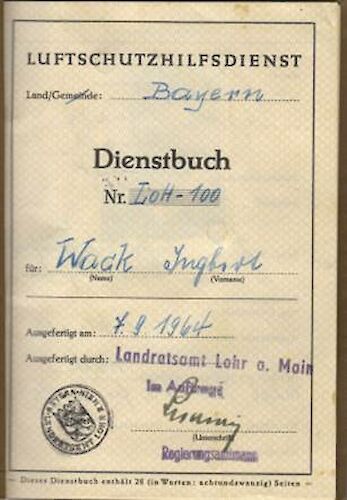 LUFTSCHUTZHILFSDIENST
Land/Gemeinde: Bayern
Dienstbuch
Nr. LOH-100
für: Wack Ingbert
(Name) (Vorname)
Ausgefertigt am: 7.9 1964
Ausgefertigt durch: Landratsamt Lohr a. Main
Im Auftrage
(Unterschrift)
Regierungsamtmann
Dieses Dienstbuch enthält 28 (in Worten: achtundzwanzig) Seiten